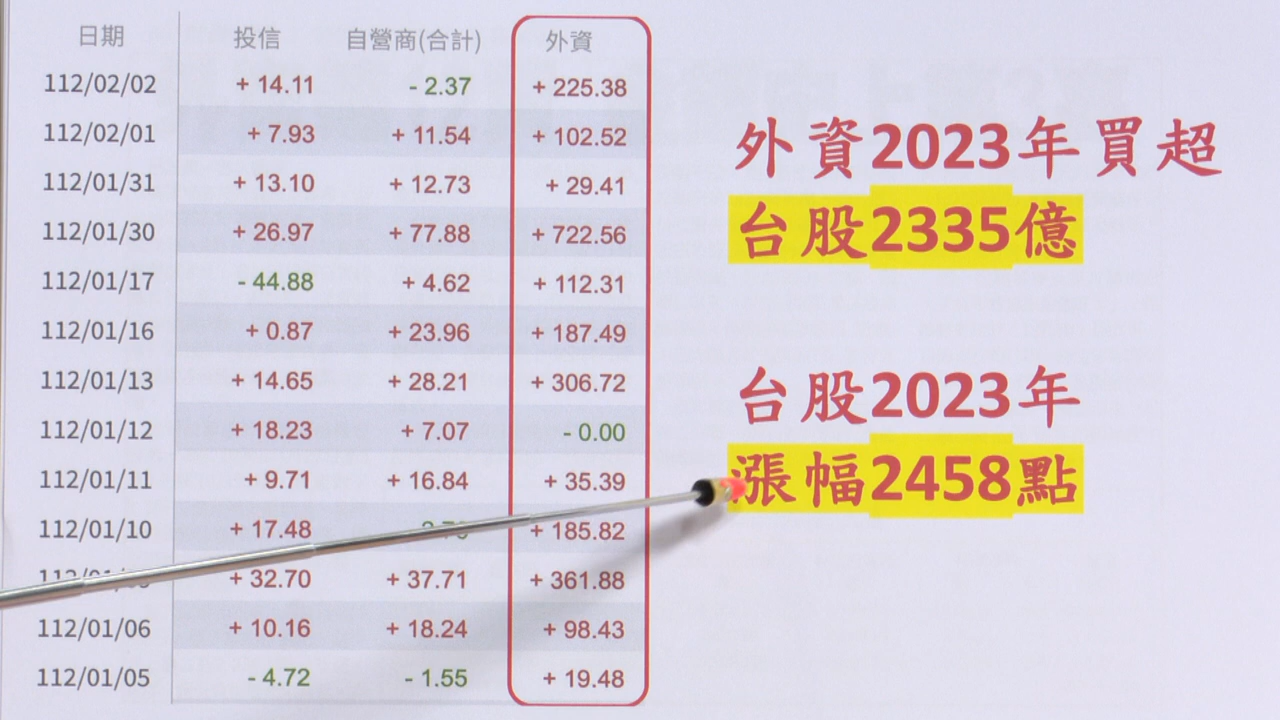 日期 投信 自營商(合計) 外資
112/02/02 + 14.11 - 2.37 + 225.38
112/02/01 + 7.93 + 11.54 + 102.52
112/01/31 + 13.10 + 12.73 + 29.41
112/01/30 + 26.97 + 77.88 + 722.56
112/01/17 - 44.88 + 4.62 + 112.31
112/01/16 + 0.87 + 23.96 + 187.49
112/01/13 + 14.65 + 28.21 + 306.72
112/01/12 + 18.23 + 7.07 - 0.00
112/01/11 + 9.71 + 16.84 + 35.39
112/01/10 + 17.48 + 185.82
+ 32.70 + 37.71 + 361.88
112/01/06 + 10.16 + 18.24 + 98.43
112/01/05 - 4.72 - 1.55 + 19.48
外資2023年買超
台股2335億
台股2023年
漲幅2458點